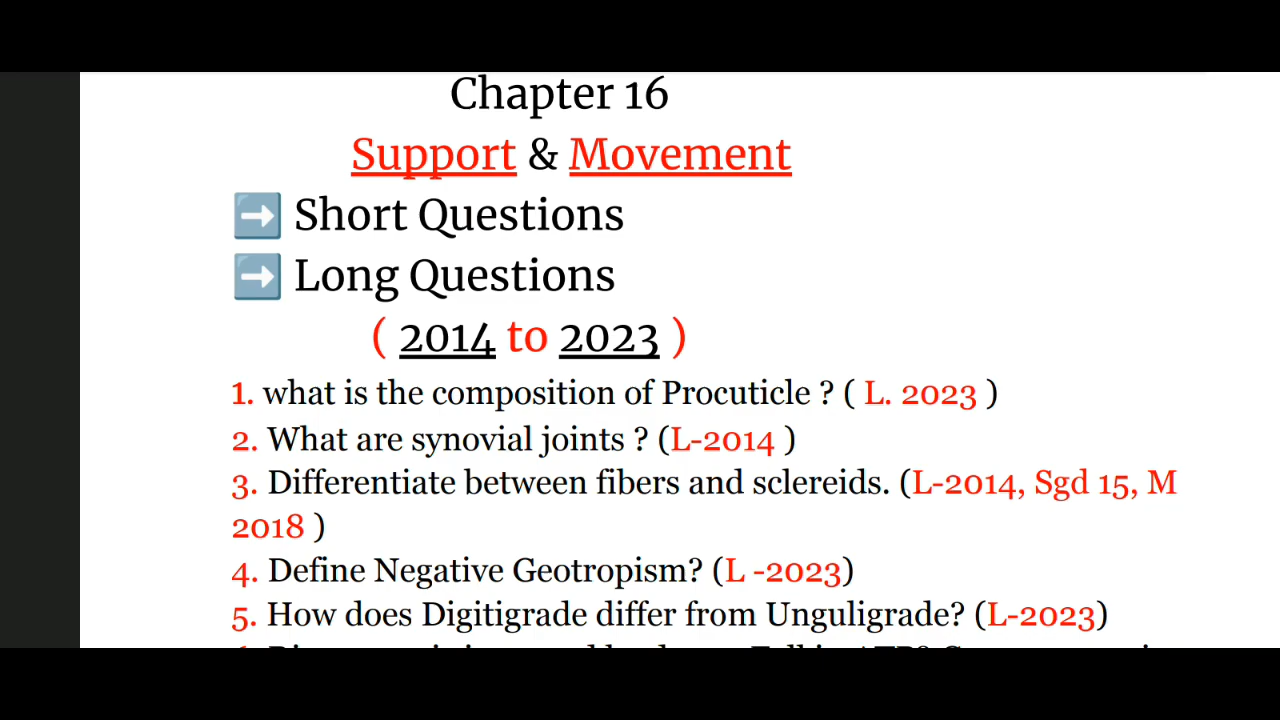 Chapter 16
Support & Movement
➡️ Short Questions
➡️ Long Questions
( 2014 to 2023 )
1. what is the composition of Procuticle ? ( L. 2023 )
2. What are synovial joints ? (L-2014 )
3. Differentiate between fibers and sclereids. (L-2014, Sgd 15, M
2018 )
4. Define Negative Geotropism? (L -2023)
5. How does Digitigrade differ from Unguligrade? (L-2023)